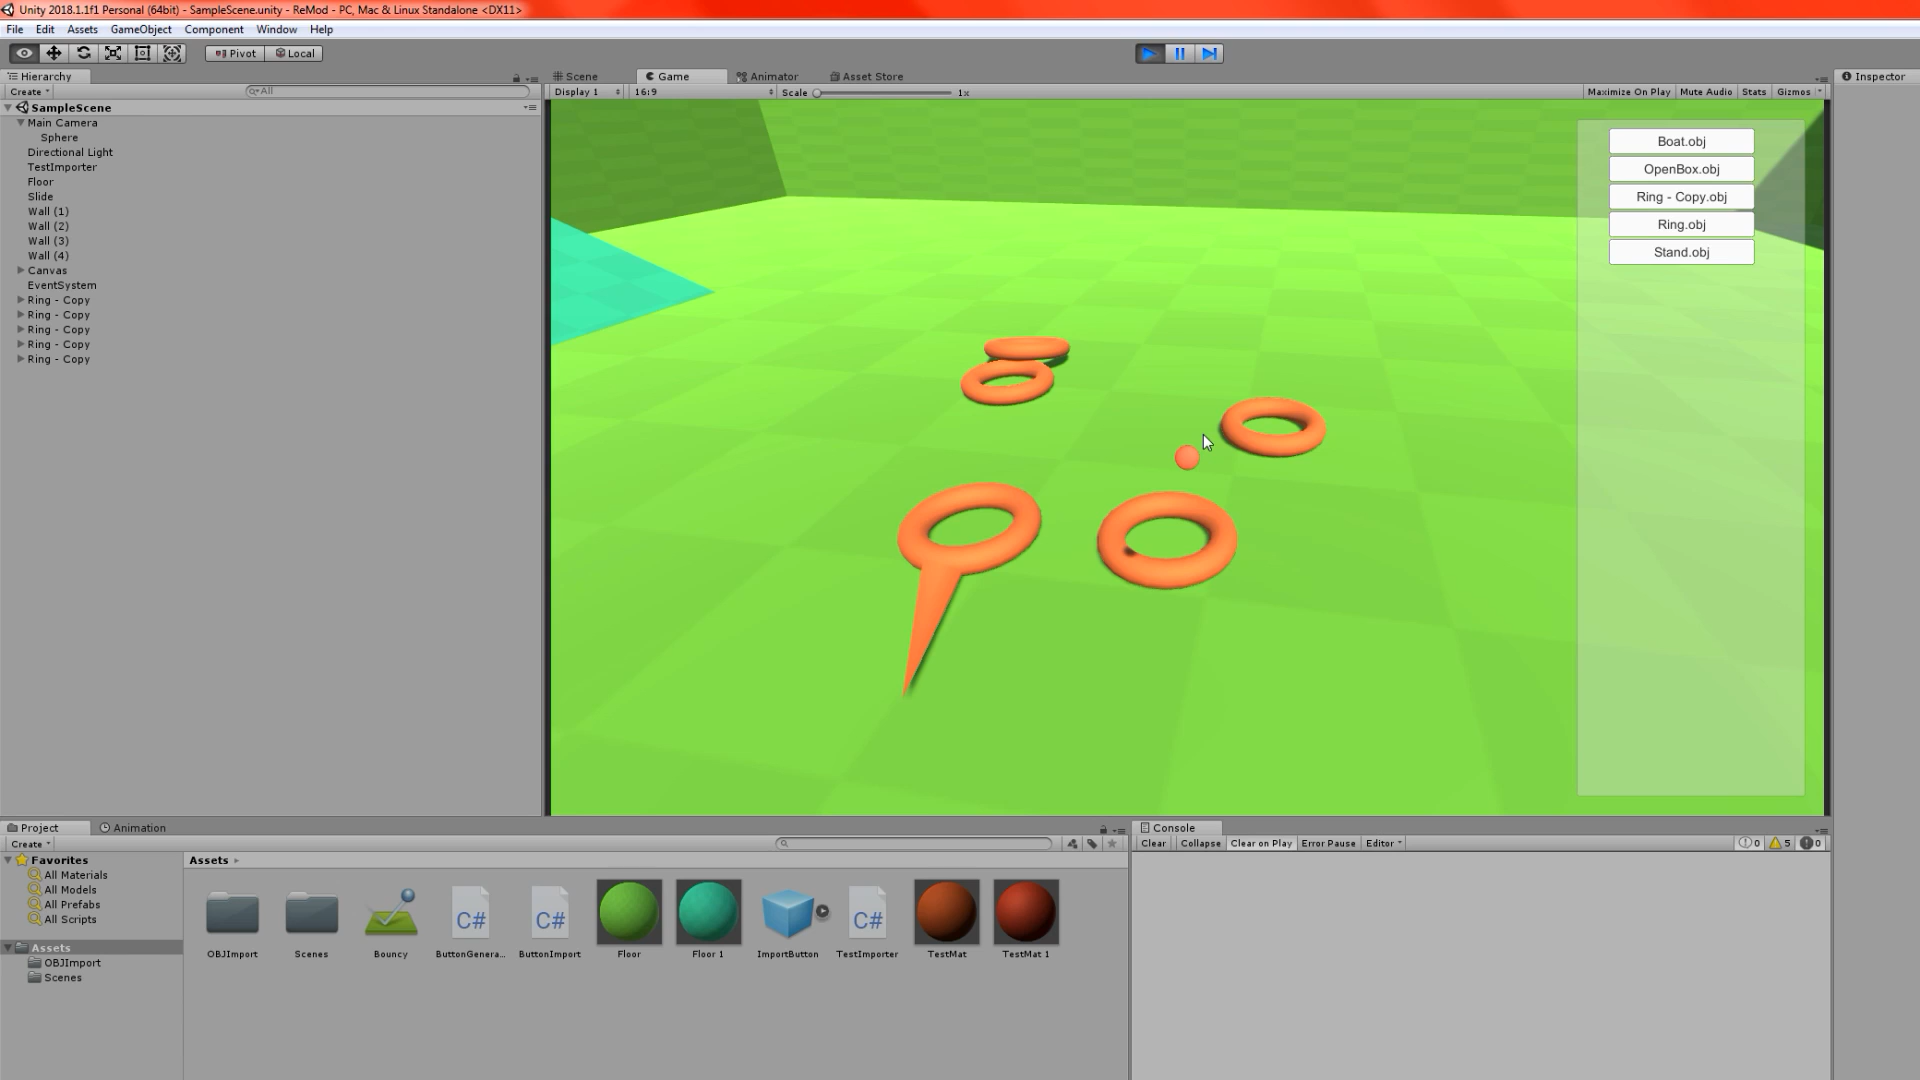 Unity 2018.1.1f1 Personal (64bit) - SampleScene.unity - ReMod - PC, Mac & Linux Standalone <DX11>
File Edit Assets GameObject Component Window Help
Pivot Local
Hierarchy
Create All
SampleScene
Main Camera
Sphere
Directional Light
TestImporter
Floor
Slide
Wall (1)
Wall (2)
Wall (3)
Wall (4)
Canvas
EventSystem
Ring - Copy
Ring - Copy
Ring - Copy
Ring - Copy
Ring - Copy
Scene Game Animator Asset Store
Display 1 16:9 Scale 1x Maximize On Play Mute Audio Stats Gizmos
Boat.obj
OpenBox.obj
Ring - Copy.obj
Ring.obj
Stand.obj
Inspector
Project Animation
Create
Favorites
All Materials
All Models
All Prefabs
All Scripts
Assets
OBJImport
Scenes
Assets
C# C# C#
OBJImport Scenes Bouncy ButtonGenera... ButtonImport Floor Floor 1 ImportButton TestImporter TestMat TestMat 1
Console
Clear Collapse Clear on Play Error Pause Editor 0 5 0